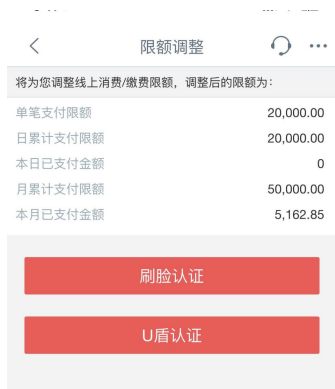 限额调整
将为您调整线上消费/缴费限额，调整后的限额为：
单笔支付限额 20,000.00
日累计支付限额 20,000.00
本日已支付金额 0
月累计支付限额 50,000.00
本月已支付金额 5,162.85
刷脸认证
U盾认证